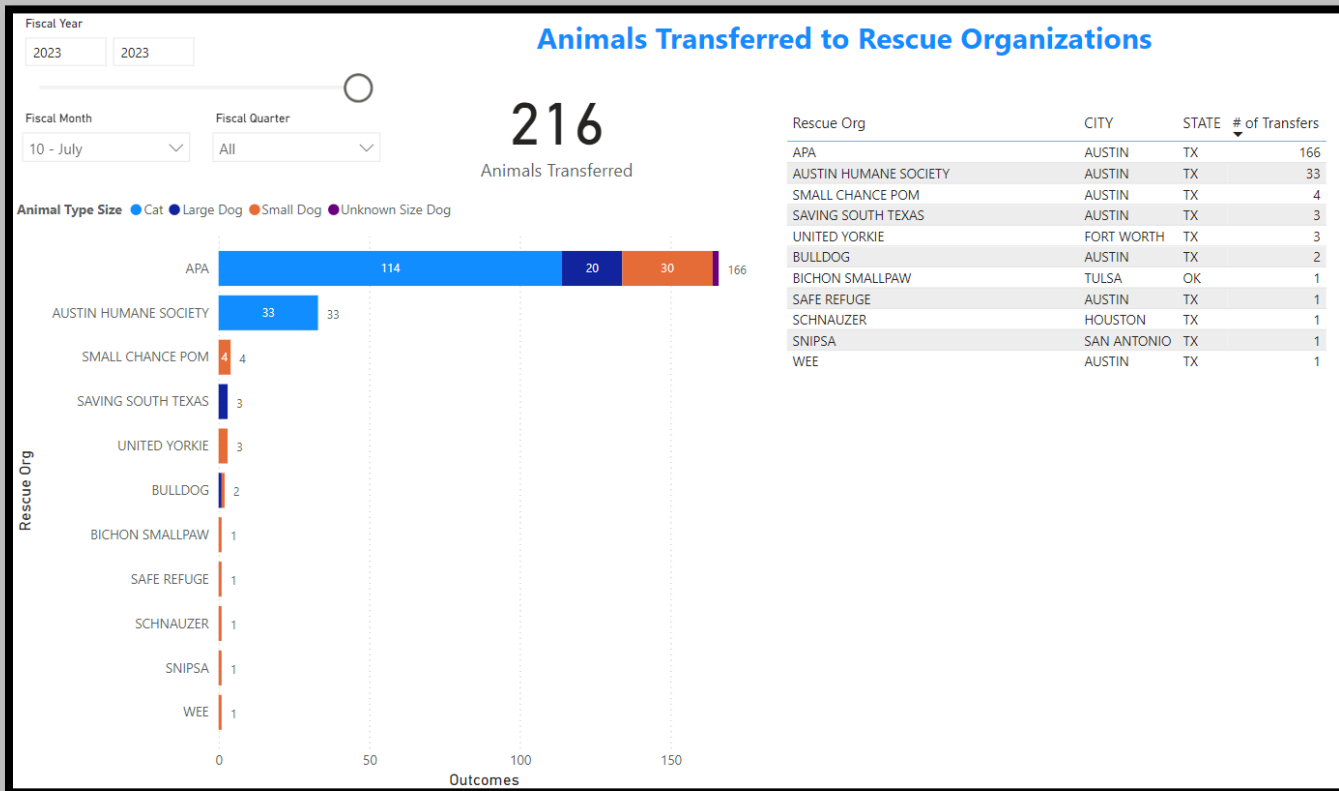 Fiscal Year
2023 2023
Animals Transferred to Rescue Organizations
Fiscal Month Fiscal Quarter
10 - July All
216
Animals Transferred
Animal Type Size Cat Large Dog Small Dog Unknown Size Dog
Rescue Org
APA 114 20 30 166
AUSTIN HUMANE SOCIETY 33 33
SMALL CHANCE POM 4 4
SAVING SOUTH TEXAS 3
UNITED YORKIE 3
BULLDOG 2
BICHON SMALLPAW 1
SAFE REFUGE 1
SCHNAUZER 1
SNIPSA 1
WEE 1
0 50 100 150
Outcomes
Rescue Org CITY STATE # of Transfers
APA AUSTIN TX 166
AUSTIN HUMANE SOCIETY AUSTIN TX 33
SMALL CHANCE POM AUSTIN TX 4
SAVING SOUTH TEXAS AUSTIN TX 3
UNITED YORKIE FORT WORTH TX 3
BULLDOG AUSTIN TX 2
BICHON SMALLPAW TULSA OK 1
SAFE REFUGE AUSTIN TX 1
SCHNAUZER HOUSTON TX 1
SNIPSA SAN ANTONIO TX 1
WEE AUSTIN TX 1